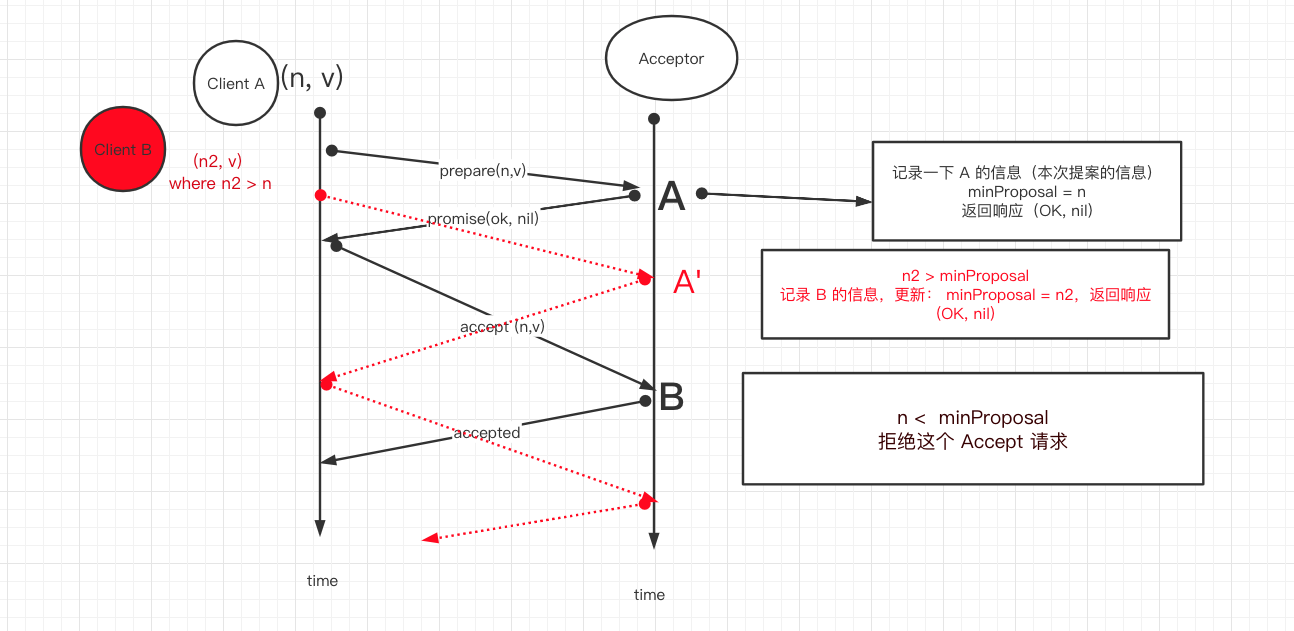 Client A
(n, v)
Acceptor
Client B
(n2, v)
where n2 > n
prepare(n,v)
A
记录一下 A 的信息（本次提案的信息）
minProposal = n
返回响应（OK, nil）
promise(ok, nil)
A'
n2 > minProposal
记录 B 的信息，更新： minProposal = n2，返回响应
（OK, nil）
accept (n,v)
B
n < minProposal
拒绝这个 Accept 请求
accepted
time
time